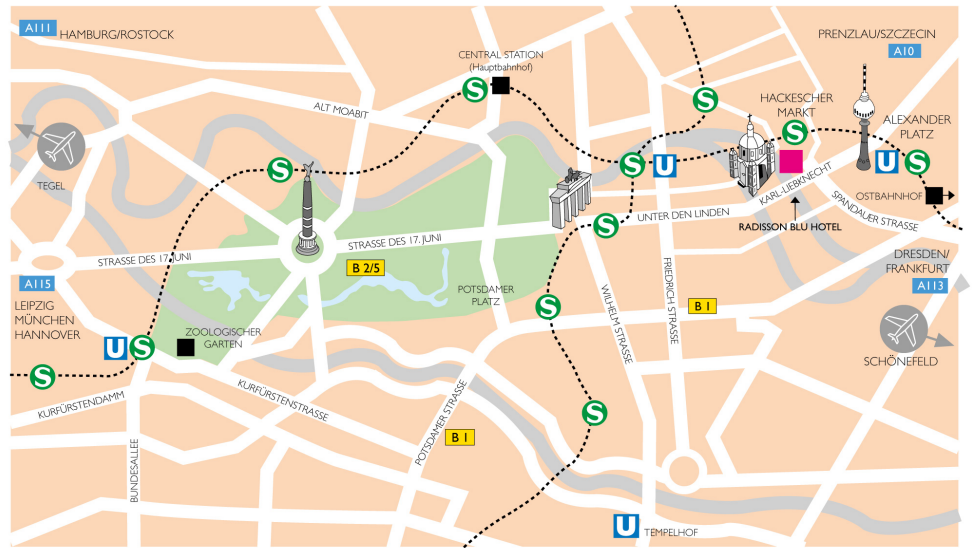 A111 HAMBURG/ROSTOCK
CENTRAL STATION
(Hauptbahnhof)
PRENZLAU/SZCZECIN
A10
S
S
ALT MOABIT
HACKESCHER
MARKT
S
ALEXANDER
PLATZ
TEGEL
S
S
U
U
S
KARL-LIEBKNECHT
OSTBAHNHOF
SPANDAUER STRASSE
UNTER DEN LINDEN
S
RADISSON BLU HOTEL
STRASSE DES 17. JUNI
STRASSE DES 17. JUNI
B 2/5
DRESDEN/
FRANKFURT
A113
A115
LEIPZIG
MÜNCHEN
HANNOVER
POTSDAMER
PLATZ
S
WILHELM STRASSE
FRIEDRICH STRASSE
B 1
ZOOLOGISCHER
GARTEN
U
S
SCHÖNEFELD
S
KURFÜRSTENDAMM
KURFÜRSTENSTRASSE
POTSDAMER STRASSE
S
B 1
BUNDESALLEE
U
TEMPELHOF